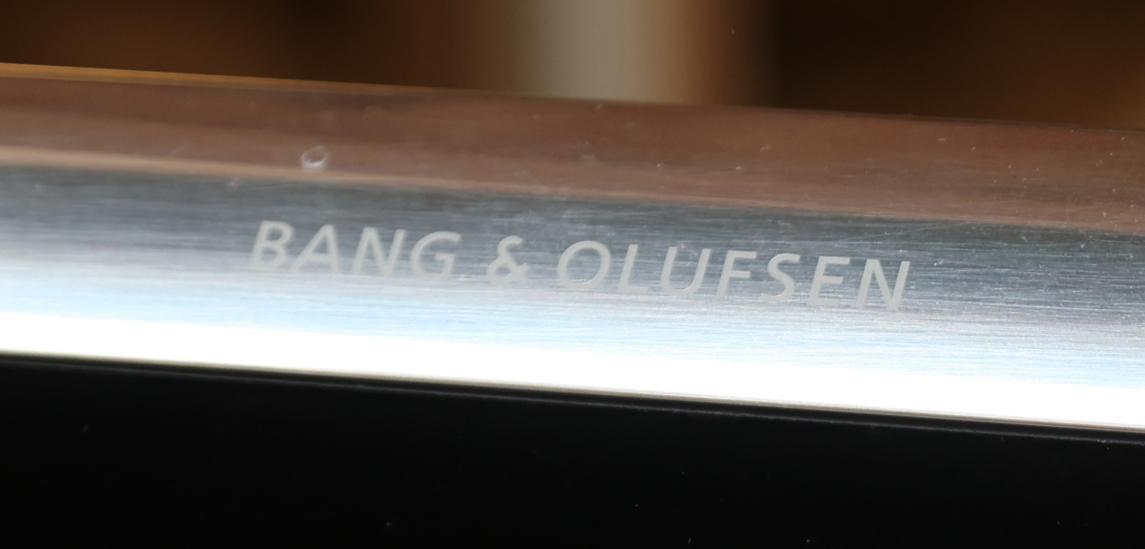 BANG & OLUFSEN